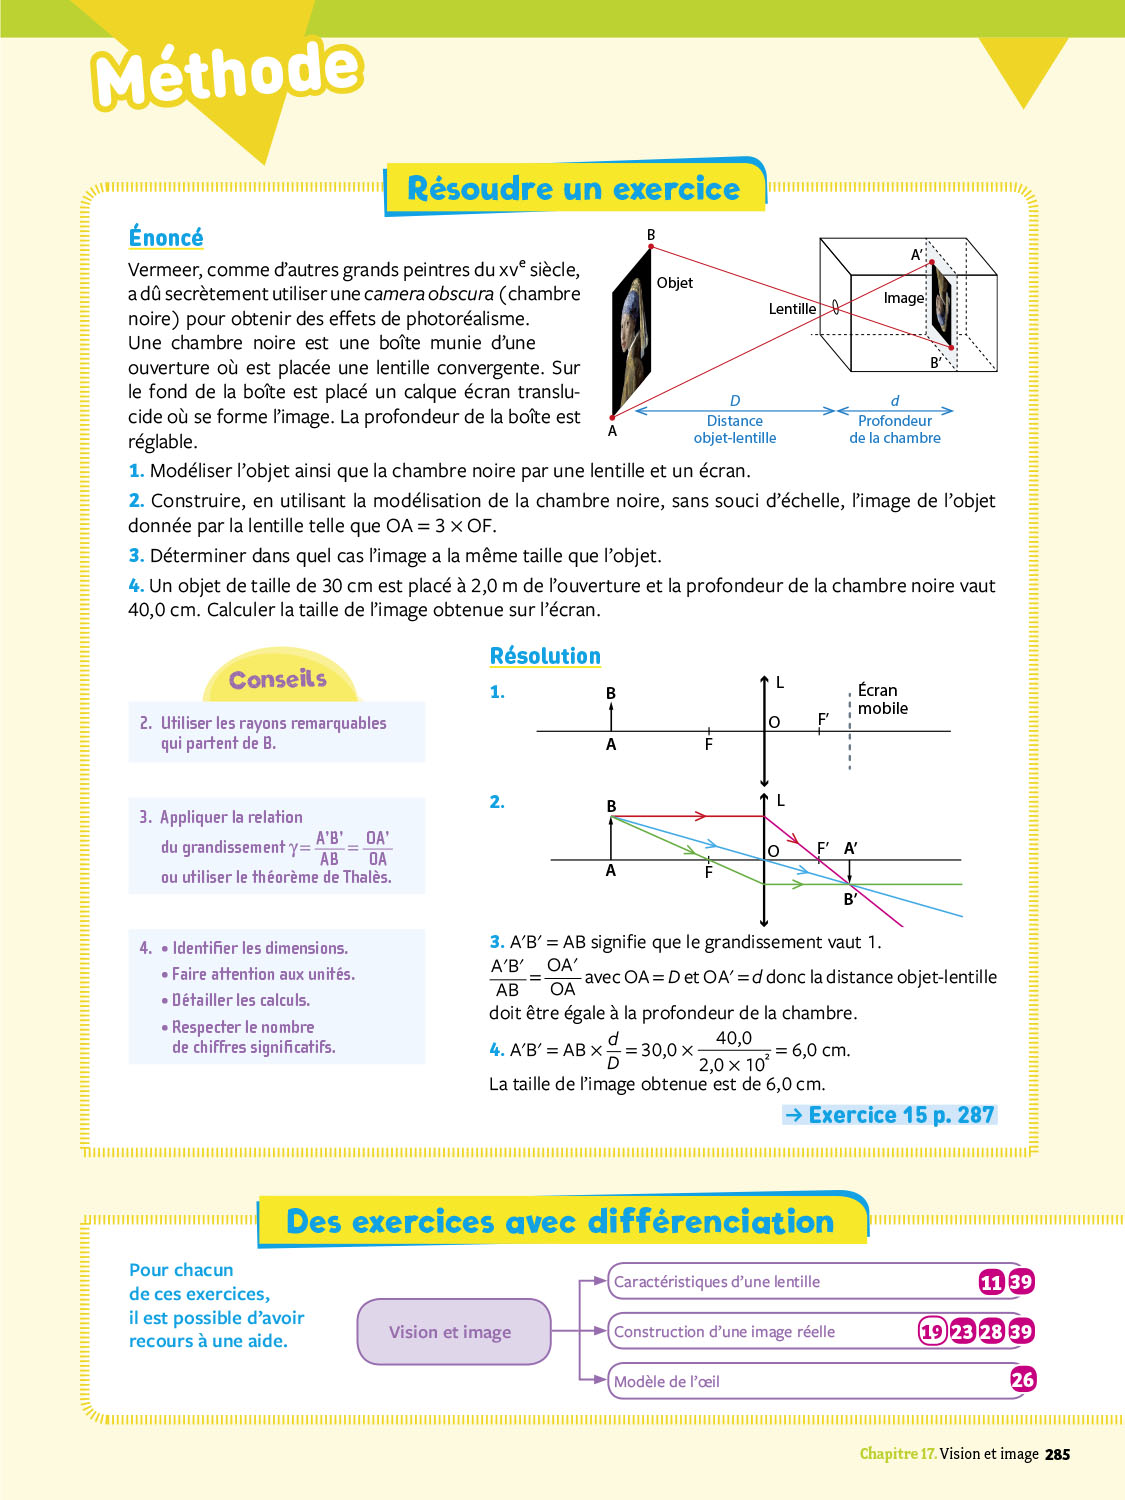 Méthode
Résoudre un exercice
Énoncé
Vermeer, comme d'autres grands peintres du XVe siècle,
a dû secrètement utiliser une camera obscura (chambre
noire) pour obtenir des effets de photoréalisme.
Une chambre noire est une boîte munie d'une
ouverture où est placée une lentille convergente. Sur
le fond de la boîte est placé un calque écran translu-
cide où se forme l'image. La profondeur de la boîte est
réglable.
B
Objet
A
Lentille
Image
A'
B'
D
Distance
objet-lentille
d
Profondeur
de la chambre
1. Modéliser l'objet ainsi que la chambre noire par une lentille et un écran.
2. Construire, en utilisant la modélisation de la chambre noire, sans souci d'échelle, l'image de l'objet
donnée par la lentille telle que OA = 3 × OF.
3. Déterminer dans quel cas l'image a la même taille que l'objet.
4. Un objet de taille de 30 cm est placé à 2,0 m de l'ouverture et la profondeur de la chambre noire vaut
40,0 cm. Calculer la taille de l'image obtenue sur l'écran.
Conseils
2. Utiliser les rayons remarquables
qui partent de B.
3. Appliquer la relation
du grandissement γ = A'B'/AB = OA'/OA
ou utiliser le théorème de Thalès.
4. • Identifier les dimensions.
• Faire attention aux unités.
• Détailler les calculs.
• Respecter le nombre
de chiffres significatifs.
Résolution
1.
B
A
F
L
O
F'
Écran
mobile
2.
B
A
F
L
O
F'
A'
B'
3. A'B' = AB signifie que le grandissement vaut 1.
A'B'/AB = OA'/OA avec OA = D et OA' = d donc la distance objet-lentille
doit être égale à la profondeur de la chambre.
4. A'B' = AB × d/D = 30,0 × 40,0/2,0 × 10² = 6,0 cm.
La taille de l'image obtenue est de 6,0 cm.
→ Exercice 15 p. 287
Des exercices avec différenciation
Pour chacun
de ces exercices,
il est possible d'avoir
recours à une aide.
Vision et image
Caractéristiques d'une lentille 11 39
Construction d'une image réelle 19 23 28 39
Modèle de l'œil 26
Chapitre 17. Vision et image 285